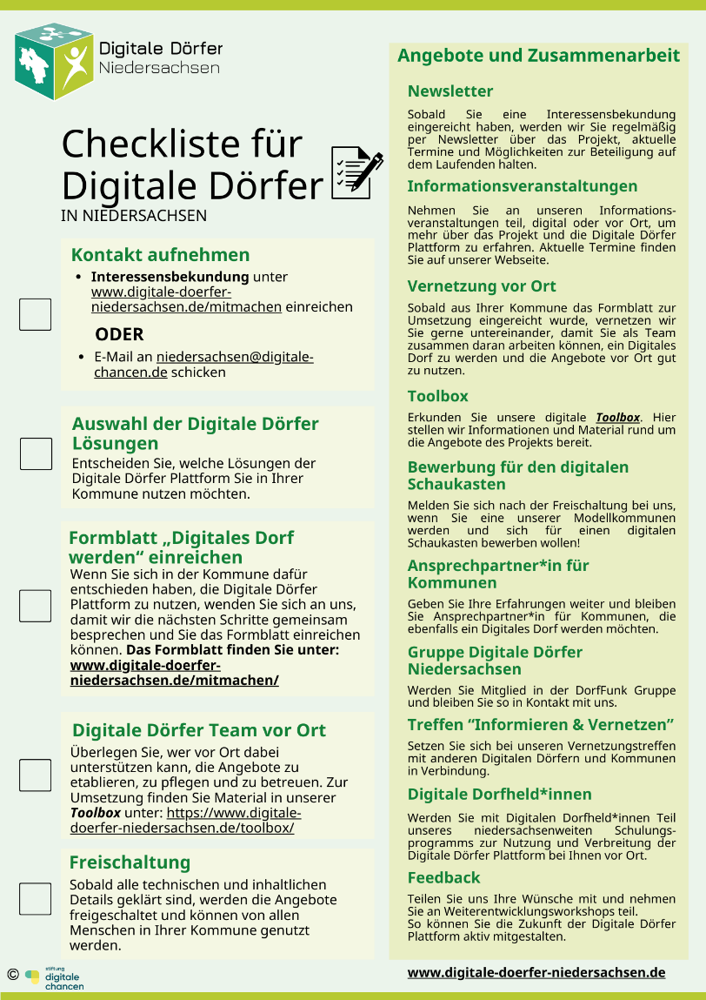 Digitale Dörfer
Niedersachsen
Checkliste für
Digitale Dörfer
IN NIEDERSACHSEN
Kontakt aufnehmen
• Interessensbekundung unter
www.digitale-doerfer-
niedersachsen.de/mitmachen einreichen
ODER
• E-Mail an niedersachsen@digitale-
chancen.de schicken
Auswahl der Digitale Dörfer
Lösungen
Entscheiden Sie, welche Lösungen der
Digitale Dörfer Plattform Sie in Ihrer
Kommune nutzen möchten.
Formblatt „Digitales Dorf
werden“ einreichen
Wenn Sie sich in der Kommune dafür
entschieden haben, die Digitale Dörfer
Plattform zu nutzen, wenden Sie sich an uns,
damit wir die nächsten Schritte gemeinsam
besprechen und Sie das Formblatt einreichen
können. Das Formblatt finden Sie unter:
www.digitale-doerfer-
niedersachsen.de/mitmachen/
Digitale Dörfer Team vor Ort
Überlegen Sie, wer vor Ort dabei
unterstützen kann, die Angebote zu
etablieren, zu pflegen und zu betreuen. Zur
Umsetzung finden Sie Material in unserer
Toolbox unter: https://www.digitale-
doerfer-niedersachsen.de/toolbox/
Freischaltung
Sobald alle technischen und inhaltlichen
Details geklärt sind, werden die Angebote
freigeschaltet und können von allen
Menschen in Ihrer Kommune genutzt
werden.
©
stiftung
digitale
chancen
Angebote und Zusammenarbeit
Newsletter
Sobald Sie eine Interessensbekundung
eingereicht haben, werden wir Sie regelmäßig
per Newsletter über das Projekt, aktuelle
Termine und Möglichkeiten zur Beteiligung auf
dem Laufenden halten.
Informationsveranstaltungen
Nehmen Sie an unseren Informations-
veranstaltungen teil, digital oder vor Ort, um
mehr über das Projekt und die Digitale Dörfer
Plattform zu erfahren. Aktuelle Termine finden
Sie auf unserer Webseite.
Vernetzung vor Ort
Sobald aus Ihrer Kommune das Formblatt zur
Umsetzung eingereicht wurde, vernetzen wir
Sie gerne untereinander, damit Sie als Team
zusammen daran arbeiten können, ein Digitales
Dorf zu werden und die Angebote vor Ort gut
zu nutzen.
Toolbox
Erkunden Sie unsere digitale Toolbox. Hier
stellen wir Informationen und Material rund um
die Angebote des Projekts bereit.
Bewerbung für den digitalen
Schaukasten
Melden Sie sich nach der Freischaltung bei uns,
wenn Sie eine unserer Modellkommunen
werden und sich für einen digitalen
Schaukasten bewerben wollen!
Ansprechpartner*in für
Kommunen
Geben Sie Ihre Erfahrungen weiter und bleiben
Sie Ansprechpartner*in für Kommunen, die
ebenfalls ein Digitales Dorf werden möchten.
Gruppe Digitale Dörfer
Niedersachsen
Werden Sie Mitglied in der DorfFunk Gruppe
und bleiben Sie so in Kontakt mit uns.
Treffen “Informieren & Vernetzen”
Setzen Sie sich bei unseren Vernetzungstreffen
mit anderen Digitalen Dörfern und Kommunen
in Verbindung.
Digitale Dorfheld*innen
Werden Sie mit Digitalen Dorfheld*innen Teil
unseres niedersachsenweiten Schulungs-
programms zur Nutzung und Verbreitung der
Digitale Dörfer Plattform bei Ihnen vor Ort.
Feedback
Teilen Sie uns Ihre Wünsche mit und nehmen
Sie an Weiterentwicklungsworkshops teil.
So können Sie die Zukunft der Digitale Dörfer
Plattform aktiv mitgestalten.
www.digitale-doerfer-niedersachsen.de